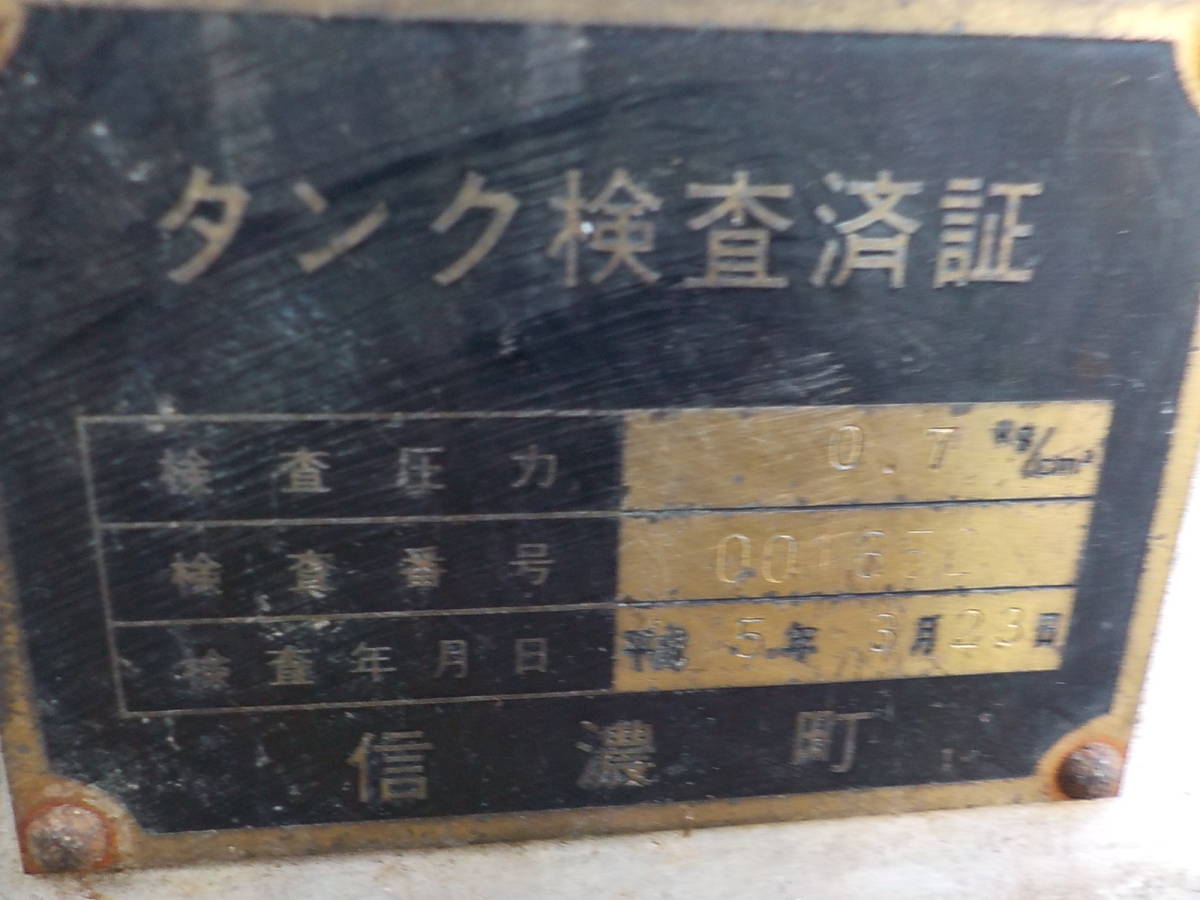 タンク検査済証
検査圧力 0.7 kg/cm²
検査番号
検査年月日 平成 5年 3月23日
信濃町